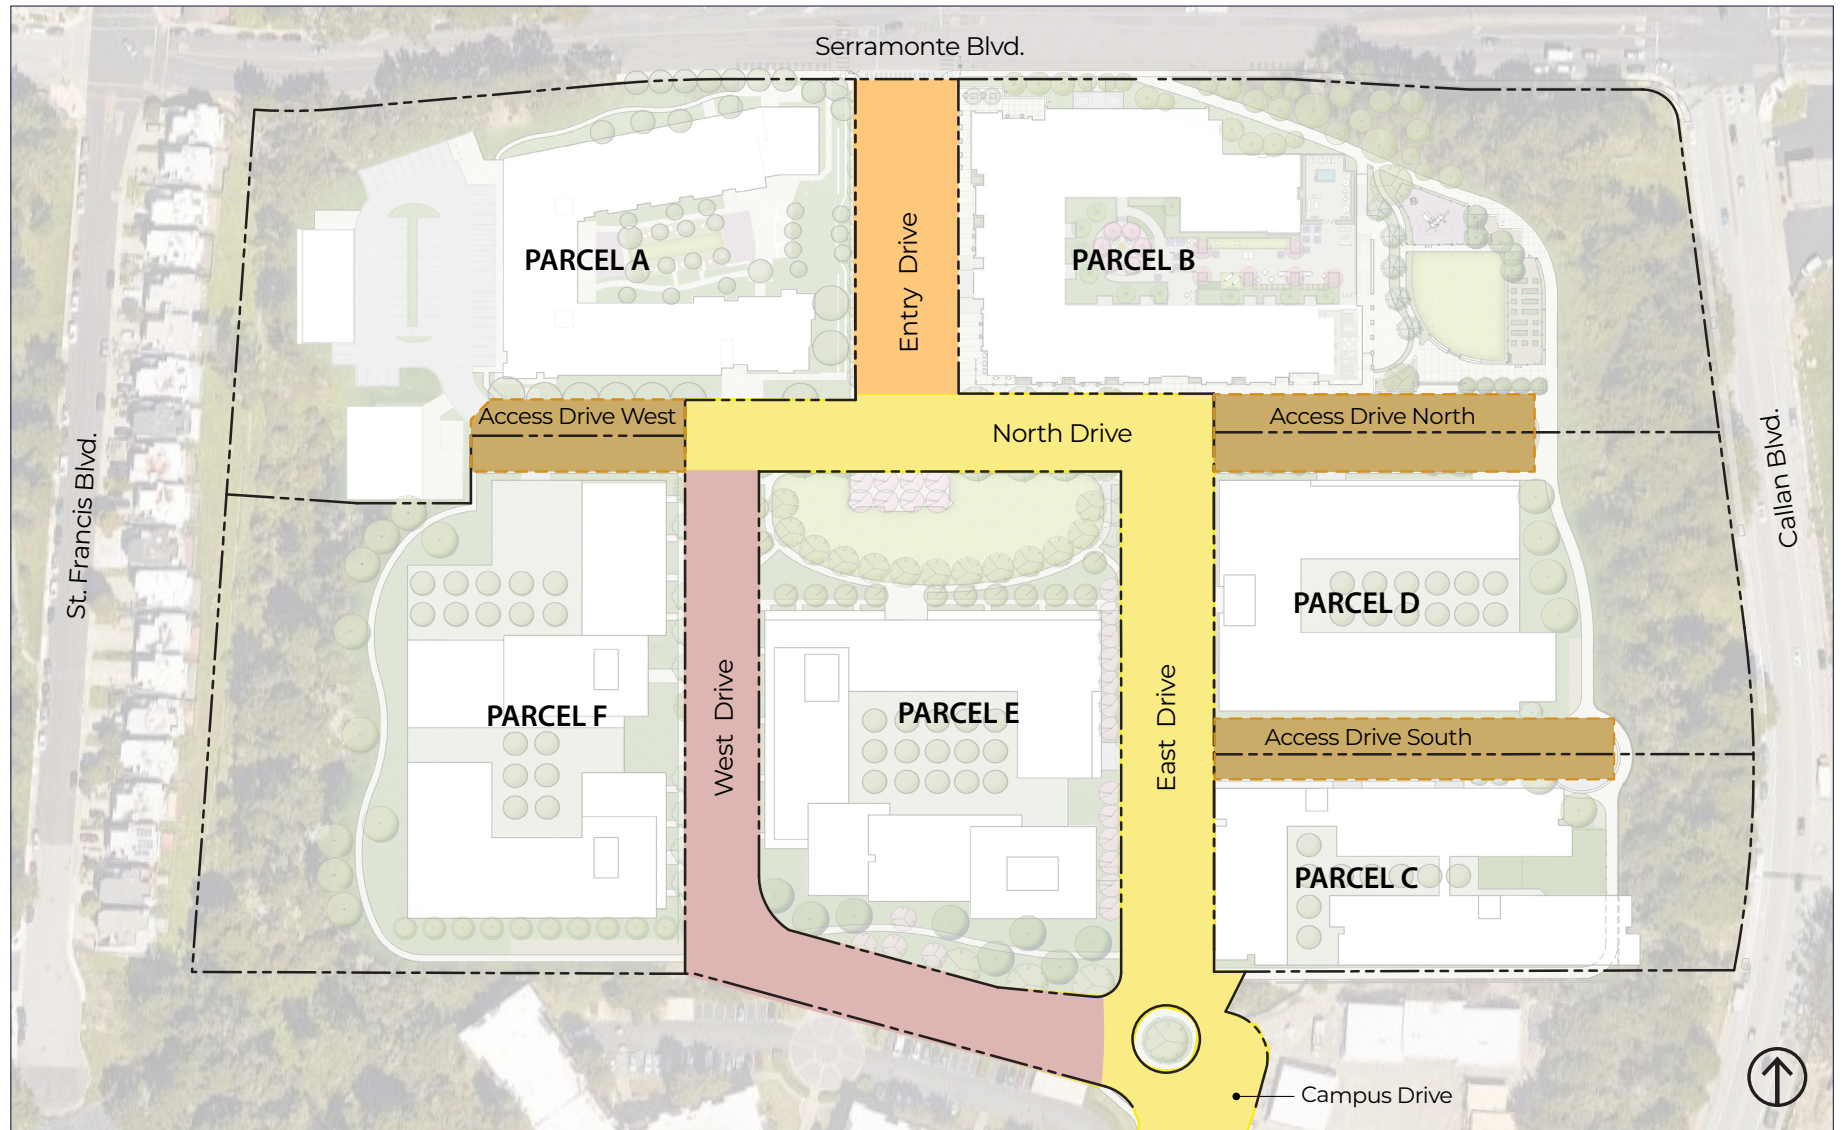 Serramonte Blvd.
PARCEL A
Entry Drive
PARCEL B
Access Drive West
North Drive
Access Drive North
St. Francis Blvd.
Callan Blvd.
PARCEL F
West Drive
PARCEL E
East Drive
PARCEL D
Access Drive South
PARCEL C
Campus Drive